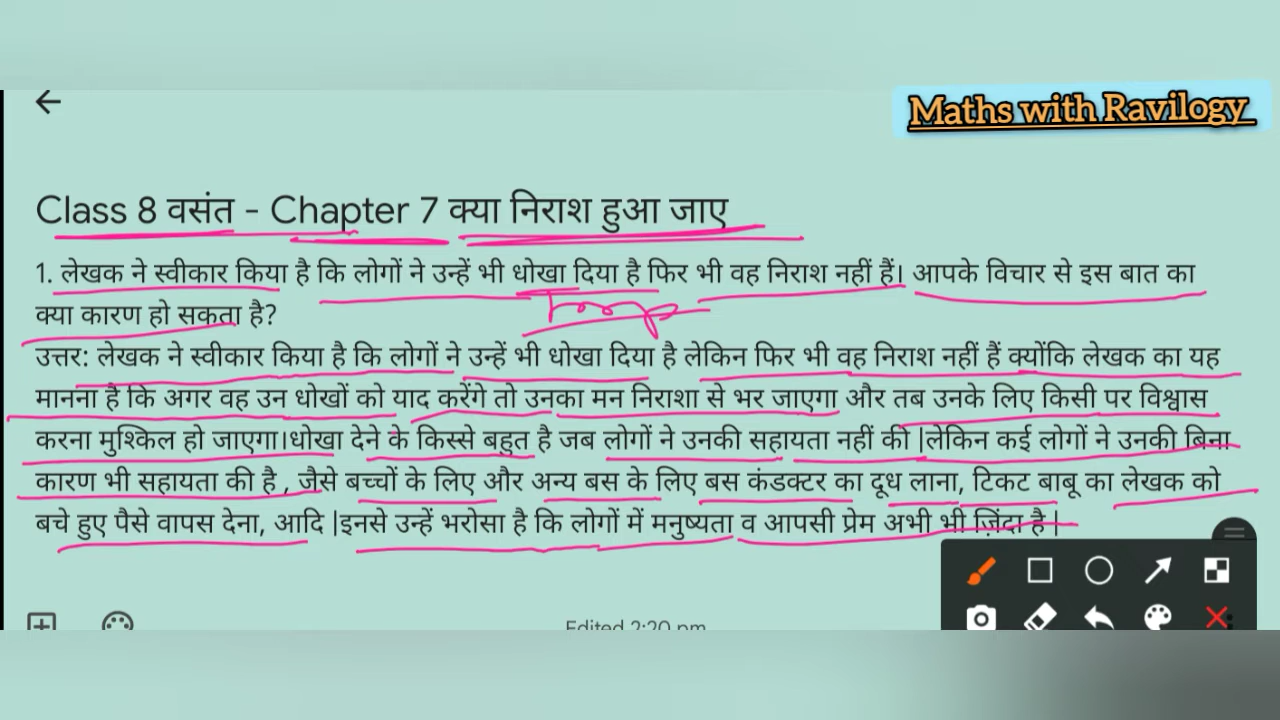 Maths with Ravilogy
Class 8 वसंत - Chapter 7 क्या निराश हुआ जाए
1. लेखक ने स्वीकार किया है कि लोगों ने उन्हें भी धोखा दिया है फिर भी वह निराश नहीं हैं। आपके विचार से इस बात का
क्या कारण हो सकता है?
उत्तर: लेखक ने स्वीकार किया है कि लोगों ने उन्हें भी धोखा दिया है लेकिन फिर भी वह निराश नहीं हैं क्योंकि लेखक का यह
मानना है कि अगर वह उन धोखों को याद करेंगे तो उनका मन निराशा से भर जाएगा और तब उनके लिए किसी पर विश्वास
करना मुश्किल हो जाएगा।धोखा देने के किस्से बहुत है जब लोगों ने उनकी सहायता नहीं की |लेकिन कई लोगों ने उनकी बिना
कारण भी सहायता की है , जैसे बच्चों के लिए और अन्य बस के लिए बस कंडक्टर का दूध लाना, टिकट बाबू का लेखक को
बचे हुए पैसे वापस देना, आदि |इनसे उन्हें भरोसा है कि लोगों में मनुष्यता व आपसी प्रेम अभी भी ज़िंदा है |
Edited 2:20 pm